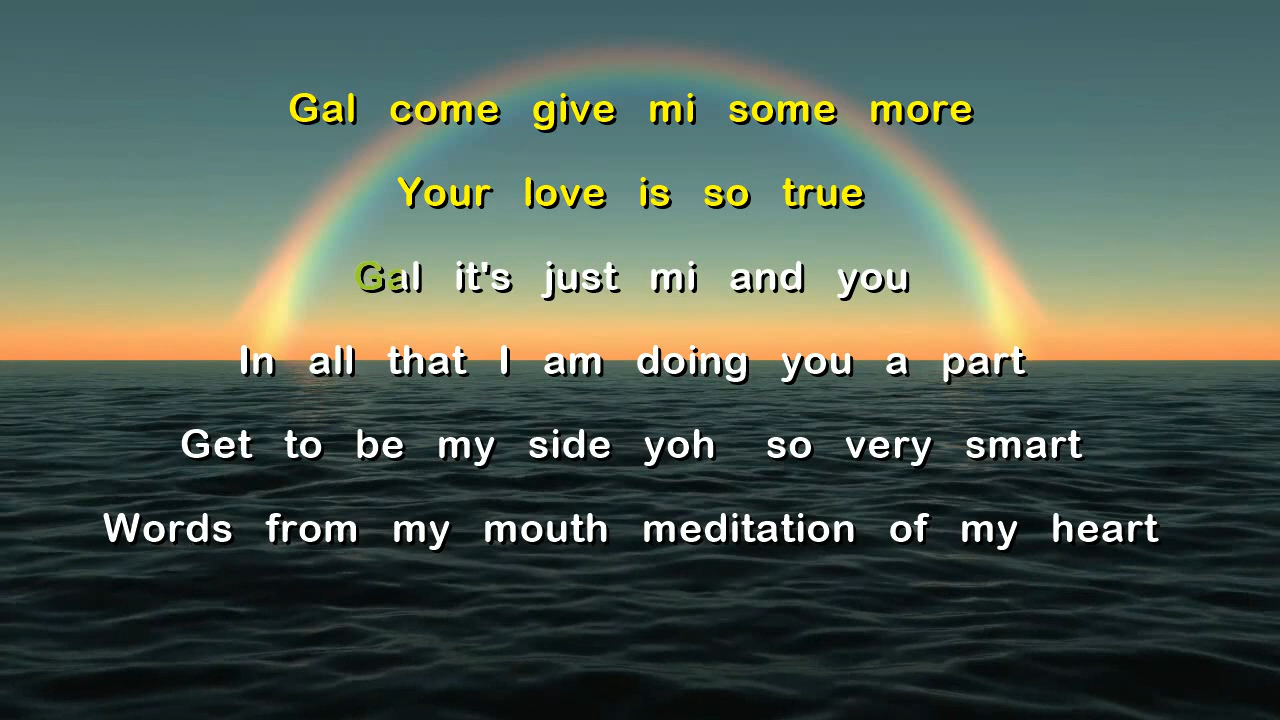 Gal come give mi some more
Your love is so true
Gal it's just mi and you
In all that I am doing you a part
Get to be my side yoh so very smart
Words from my mouth meditation of my heart